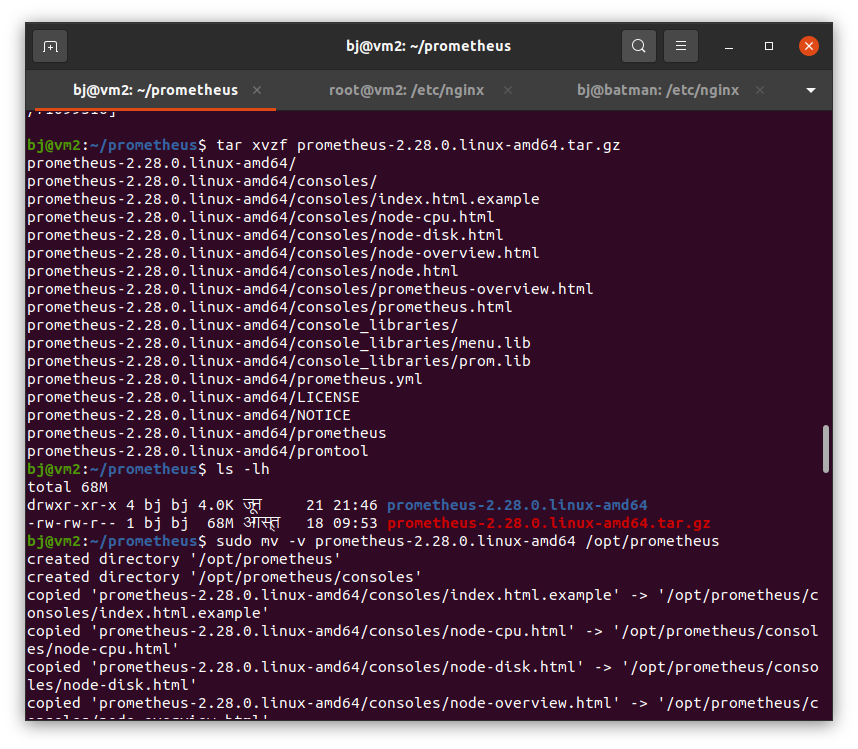 bj@vm2: ~/prometheus
bj@vm2: ~/prometheus × root@vm2: /etc/nginx × bj@batman: /etc/nginx ×
bj@vm2:~/prometheus$ tar xvzf prometheus-2.28.0.linux-amd64.tar.gz
prometheus-2.28.0.linux-amd64/
prometheus-2.28.0.linux-amd64/consoles/
prometheus-2.28.0.linux-amd64/consoles/index.html.example
prometheus-2.28.0.linux-amd64/consoles/node-cpu.html
prometheus-2.28.0.linux-amd64/consoles/node-disk.html
prometheus-2.28.0.linux-amd64/consoles/node-overview.html
prometheus-2.28.0.linux-amd64/consoles/node.html
prometheus-2.28.0.linux-amd64/consoles/prometheus-overview.html
prometheus-2.28.0.linux-amd64/consoles/prometheus.html
prometheus-2.28.0.linux-amd64/console_libraries/
prometheus-2.28.0.linux-amd64/console_libraries/menu.lib
prometheus-2.28.0.linux-amd64/console_libraries/prom.lib
prometheus-2.28.0.linux-amd64/prometheus.yml
prometheus-2.28.0.linux-amd64/LICENSE
prometheus-2.28.0.linux-amd64/NOTICE
prometheus-2.28.0.linux-amd64/prometheus
prometheus-2.28.0.linux-amd64/promtool
bj@vm2:~/prometheus$ ls -lh
total 68M
drwxr-xr-x 4 bj bj 4.0K जून 21 21:46 prometheus-2.28.0.linux-amd64
-rw-rw-r-- 1 bj bj 68M अगस्त 18 09:53 prometheus-2.28.0.linux-amd64.tar.gz
bj@vm2:~/prometheus$ sudo mv -v prometheus-2.28.0.linux-amd64 /opt/prometheus
created directory '/opt/prometheus'
created directory '/opt/prometheus/consoles'
copied 'prometheus-2.28.0.linux-amd64/consoles/index.html.example' -> '/opt/prometheus/c
onsoles/index.html.example'
copied 'prometheus-2.28.0.linux-amd64/consoles/node-cpu.html' -> '/opt/prometheus/consol
es/node-cpu.html'
copied 'prometheus-2.28.0.linux-amd64/consoles/node-disk.html' -> '/opt/prometheus/conso
les/node-disk.html'
copied 'prometheus-2.28.0.linux-amd64/consoles/node-overview.html' -> '/opt/prometheus/c
onsoles/node-overview.html'